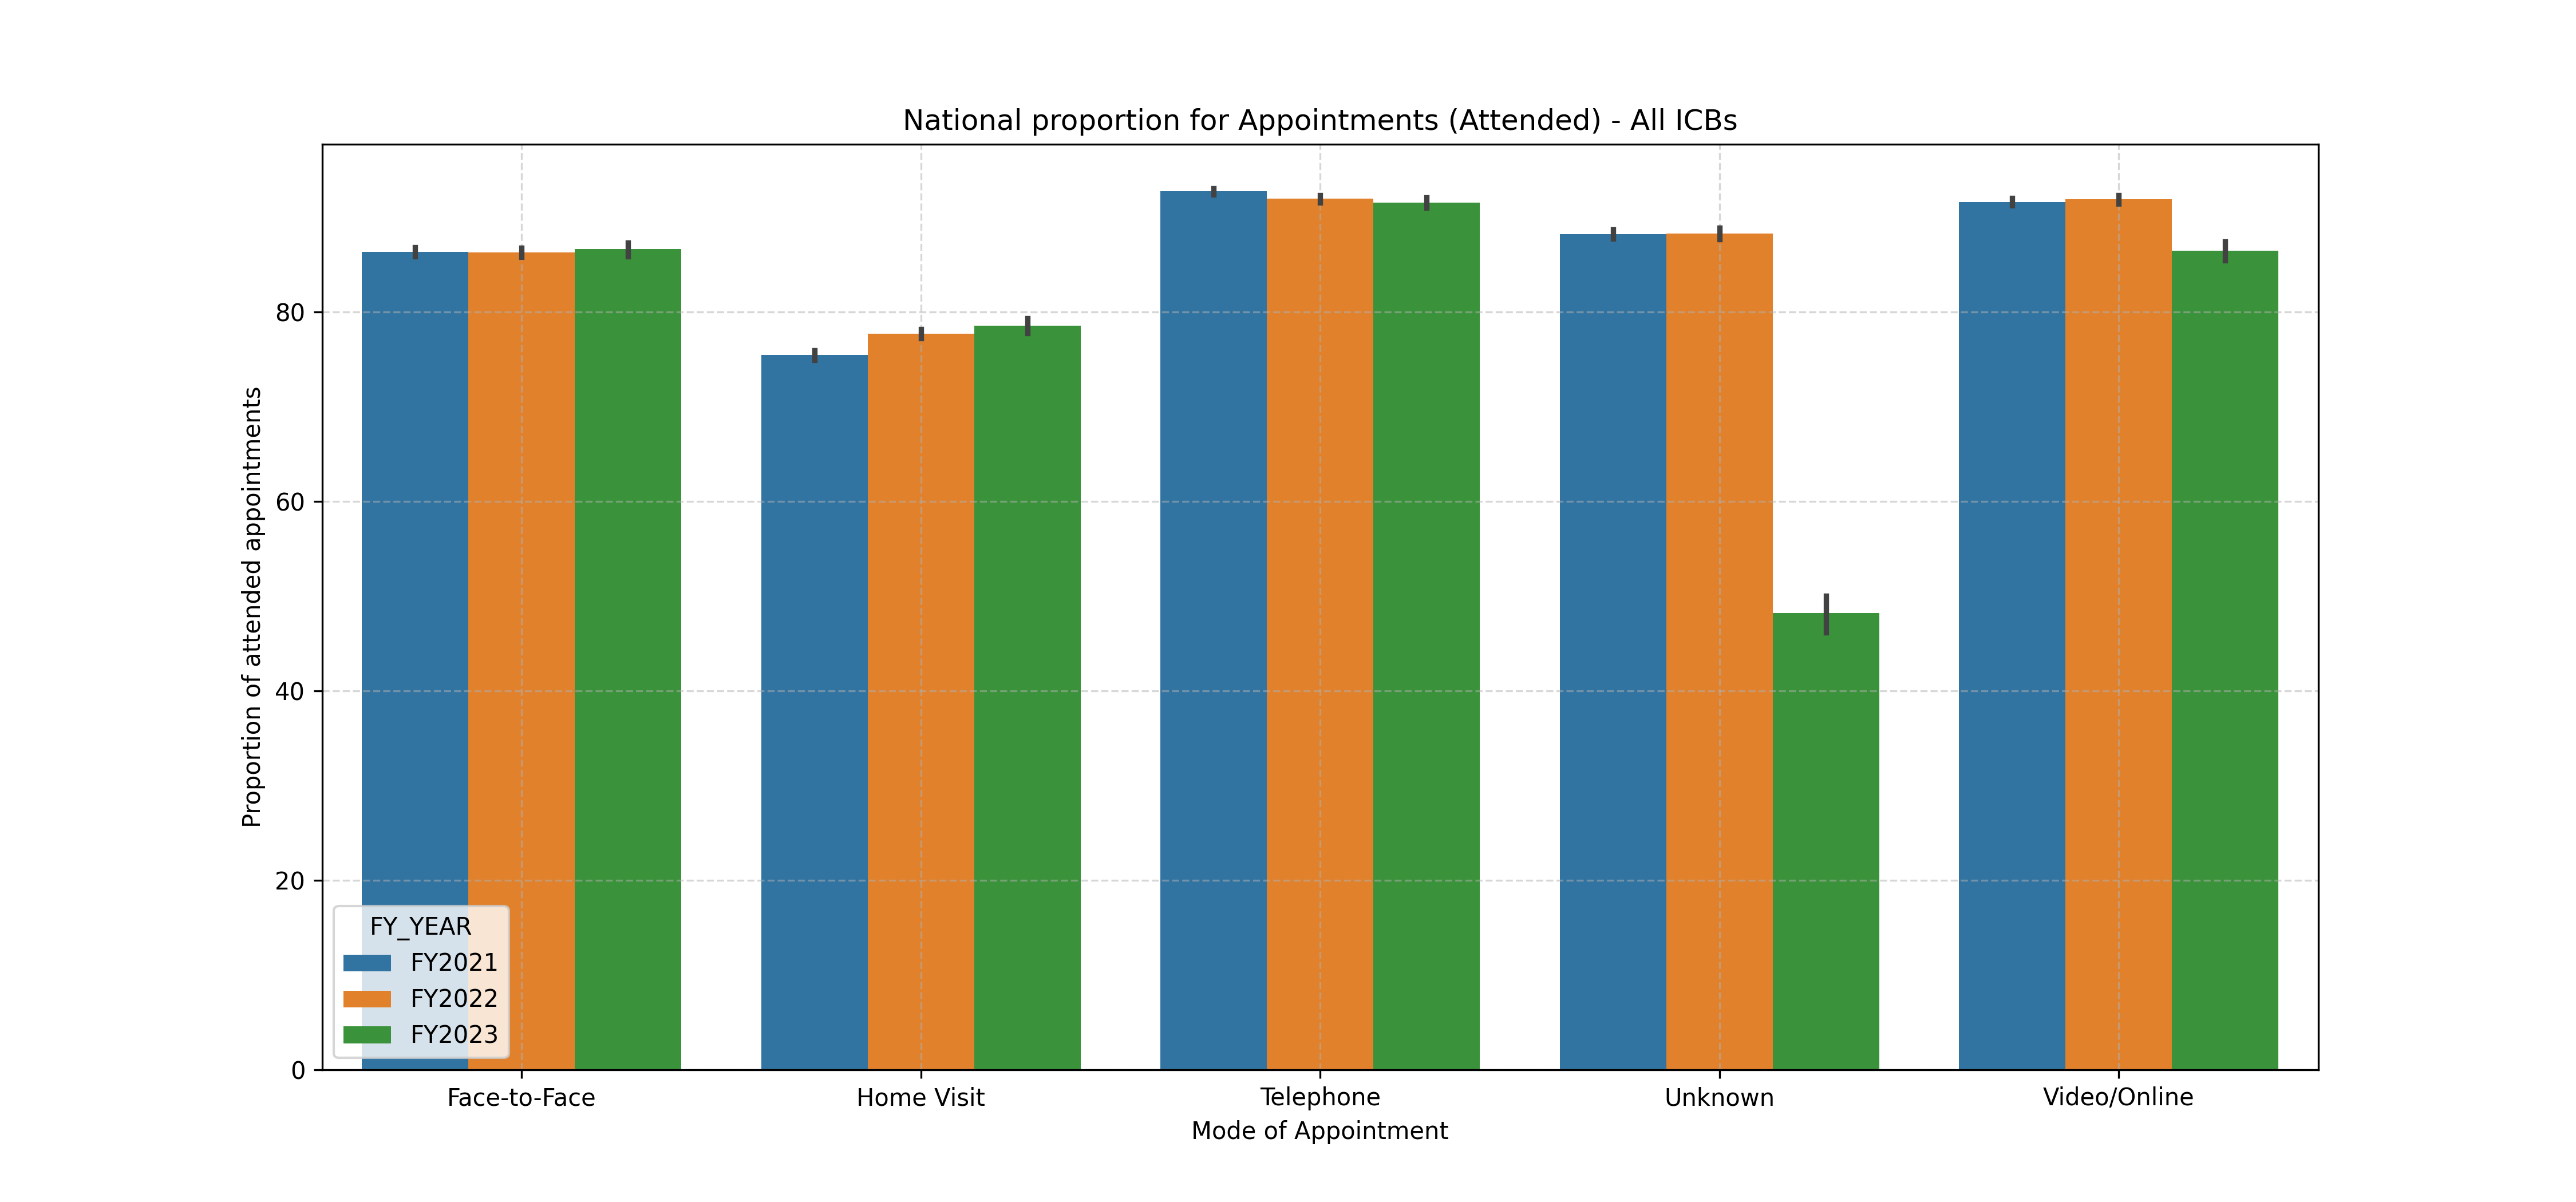 National proportion for Appointments (Attended) - All ICBs
Proportion of attended appointments
80
60
40
20
0
FY_YEAR
FY2021
FY2022
FY2023
Face-to-Face
Home Visit
Telephone
Unknown
Video/Online
Mode of Appointment